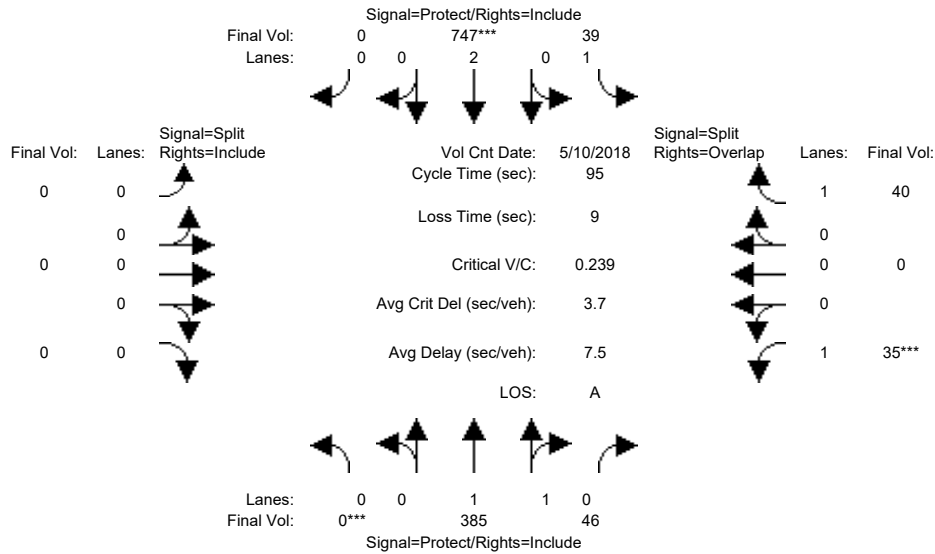 Signal=Protect/Rights=Include
Final Vol: 0 747*** 39
Lanes: 0 0 2 0 1
Signal=Split Signal=Split
Final Vol: Lanes: Rights=Include Vol Cnt Date: 5/10/2018 Rights=Overlap Lanes: Final Vol:
Cycle Time (sec): 95
0 0 1 40
Loss Time (sec): 9
0 0
0 0 Critical V/C: 0.239 0 0
0 Avg Crit Del (sec/veh): 3.7 0
0 0 Avg Delay (sec/veh): 7.5 1 35***
LOS: A
Lanes: 0 0 1 1 0
Final Vol: 0*** 385 46
Signal=Protect/Rights=Include